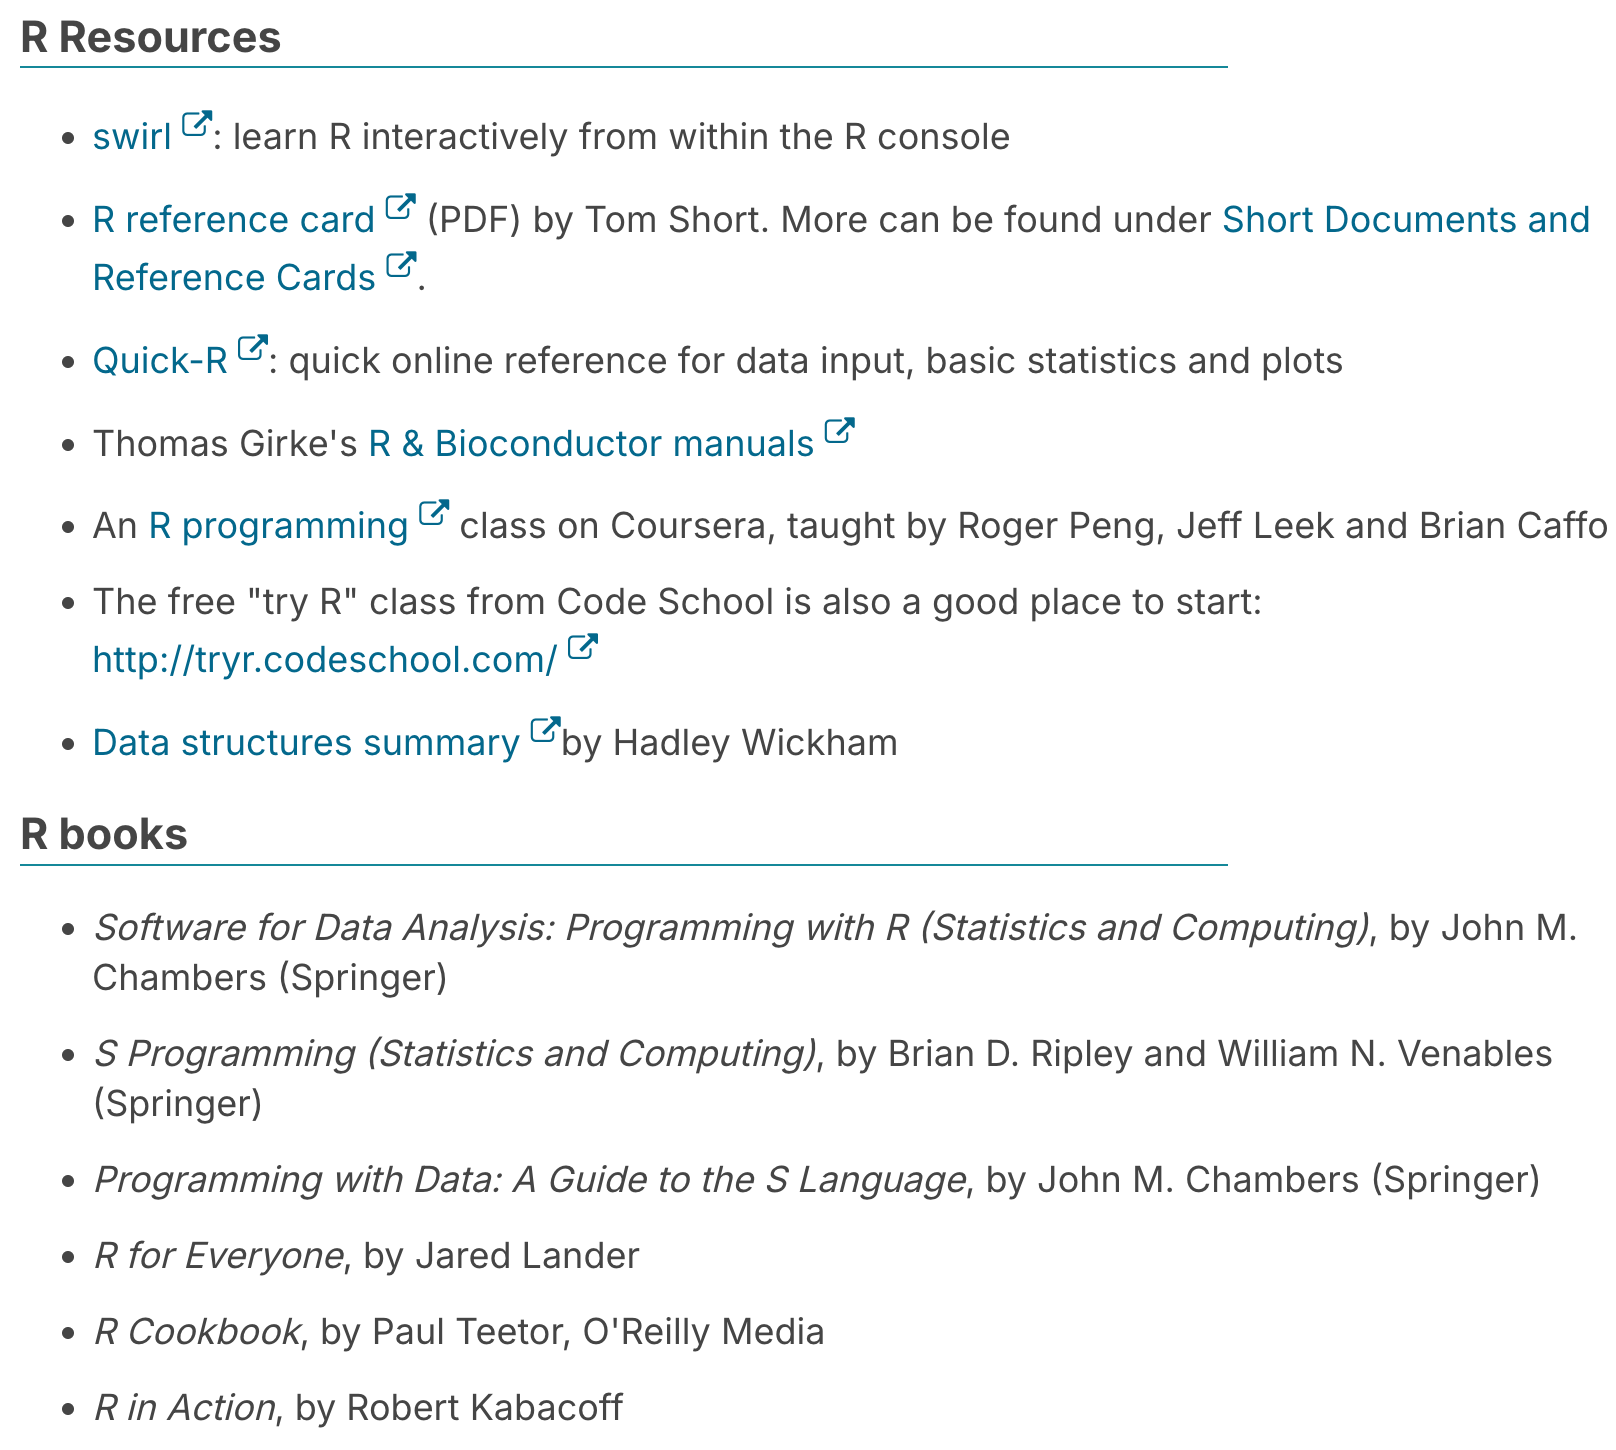 R Resources
swirl: learn R interactively from within the R console
R reference card (PDF) by Tom Short. More can be found under Short Documents and
Reference Cards.
Quick-R: quick online reference for data input, basic statistics and plots
Thomas Girke's R & Bioconductor manuals
An R programming class on Coursera, taught by Roger Peng, Jeff Leek and Brian Caffo
The free "try R" class from Code School is also a good place to start:
http://tryr.codeschool.com/
Data structures summary by Hadley Wickham
R books
Software for Data Analysis: Programming with R (Statistics and Computing), by John M.
Chambers (Springer)
S Programming (Statistics and Computing), by Brian D. Ripley and William N. Venables
(Springer)
Programming with Data: A Guide to the S Language, by John M. Chambers (Springer)
R for Everyone, by Jared Lander
R Cookbook, by Paul Teetor, O'Reilly Media
R in Action, by Robert Kabacoff